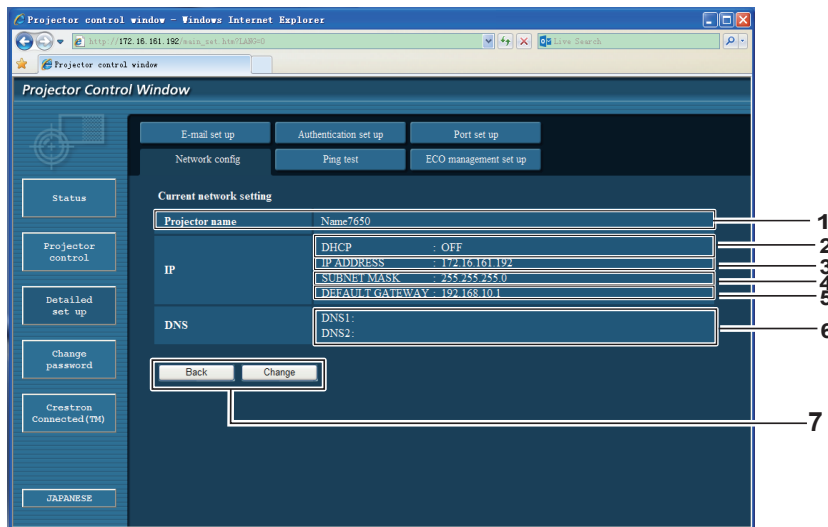 Projector control window - Windows Internet Explorer
http://172.16.161.192/main_set.htm?LANG=0
Live Search
Projector control window
Projector Control Window
E-mail set up
Authentication set up
Port set up
Network config
Ping test
ECO management set up
Status
Projector control
Detailed set up
Change password
Crestron Connected(TM)
JAPANESE
Current network setting
Projector name Name7650 1
IP
DHCP : OFF 2
IP ADDRESS : 172.16.161.192 3
SUBNET MASK : 255.255.255.0 4
DEFAULT GATEWAY : 192.168.10.1 5
DNS
DNS1:
DNS2:
6
Back Change
7